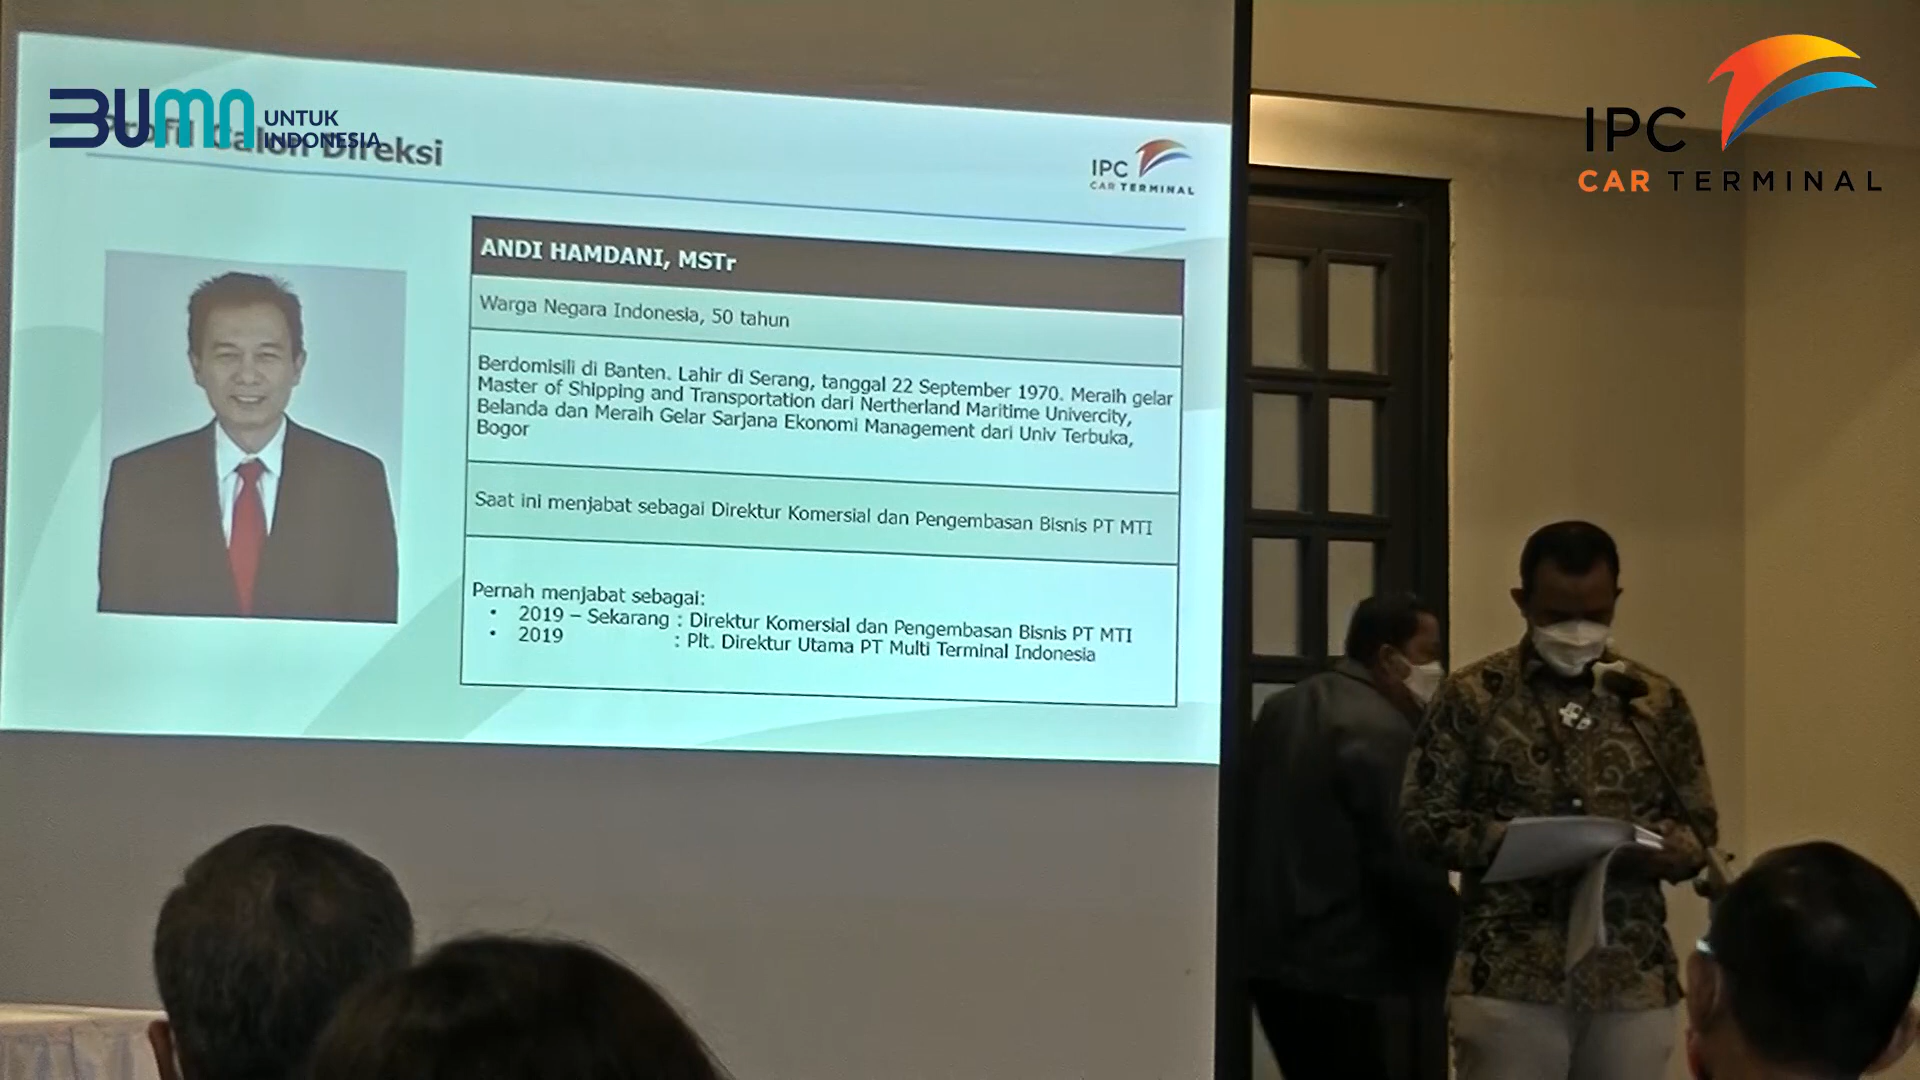 BUMN UNTUK
INDONESIA
Profil Calon Direksi
IPC
CAR TERMINAL
IPC
CAR TERMINAL
ANDI HAMDANI, MSTr
Warga Negara Indonesia, 50 tahun
Berdomisili di Banten. Lahir di Serang, tanggal 22 September 1970. Meraih gelar
Master of Shipping and Transportation dari Nertherland Maritime Univercity,
Belanda dan Meraih Gelar Sarjana Ekonomi Management dari Univ Terbuka,
Bogor
Saat ini menjabat sebagai Direktur Komersial dan Pengembasan Bisnis PT MTI
Pernah menjabat sebagai:
• 2019 – Sekarang : Direktur Komersial dan Pengembasan Bisnis PT MTI
• 2019 : Plt. Direktur Utama PT Multi Terminal Indonesia